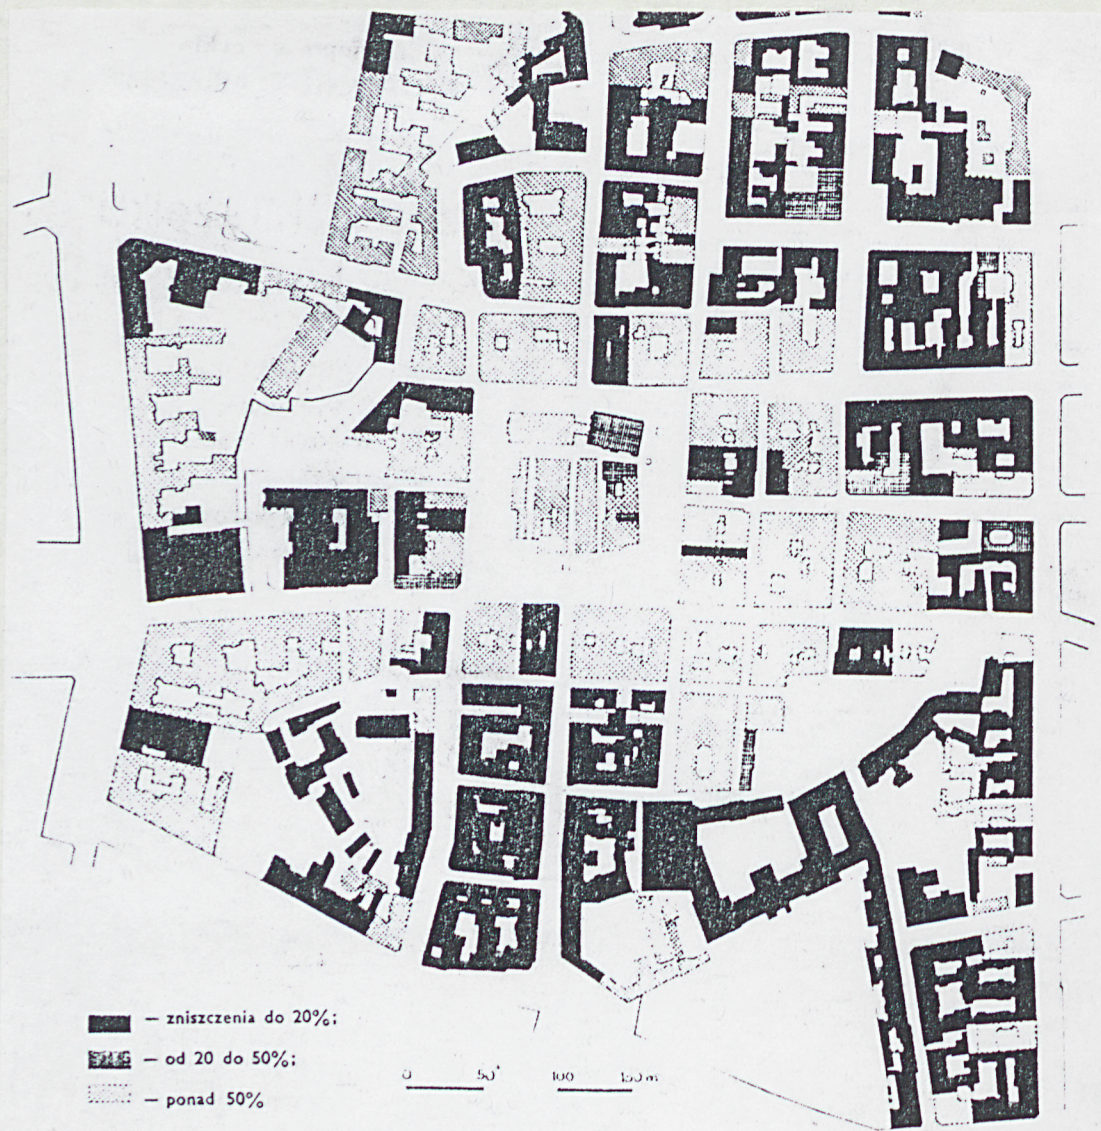 — zniszczenia do 20%;
— od 20 do 50%;
— ponad 50%
0 50 100 150 m